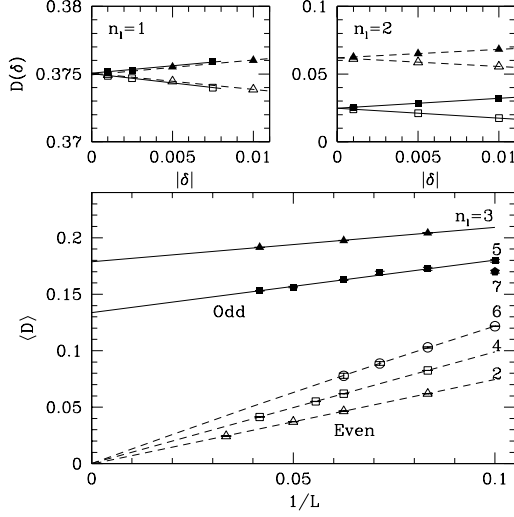 0.38
0.375
0.37
D(δ)
n_l=1
0 0.005 0.01
|δ|
0.1
0.05
0
n_l=2
0 0.005 0.01
|δ|
0.2
0.15
0.1
0.05
0
⟨D⟩
n_l=3
5
7
6
4
2
Odd
Even
0 0.05 0.1
1/L